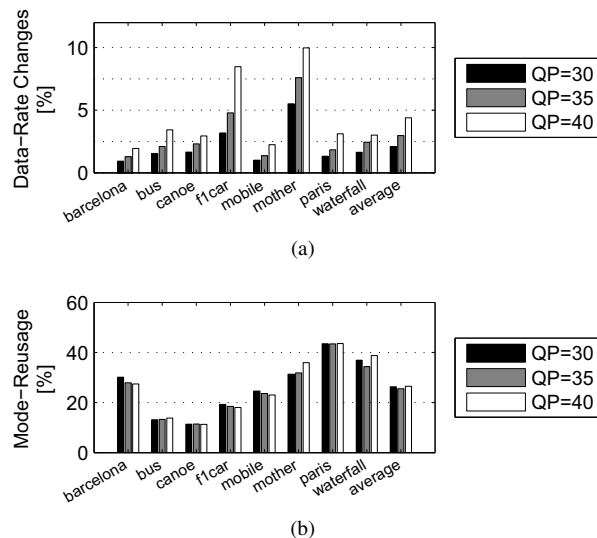 Data-Rate Changes
[%]
10
5
0
barcelona
bus
canoe
f1car
mobile
mother
paris
waterfall
average
QP=30
QP=35
QP=40
(a)
Mode-Reusage
[%]
60
40
20
0
barcelona
bus
canoe
f1car
mobile
mother
paris
waterfall
average
QP=30
QP=35
QP=40
(b)